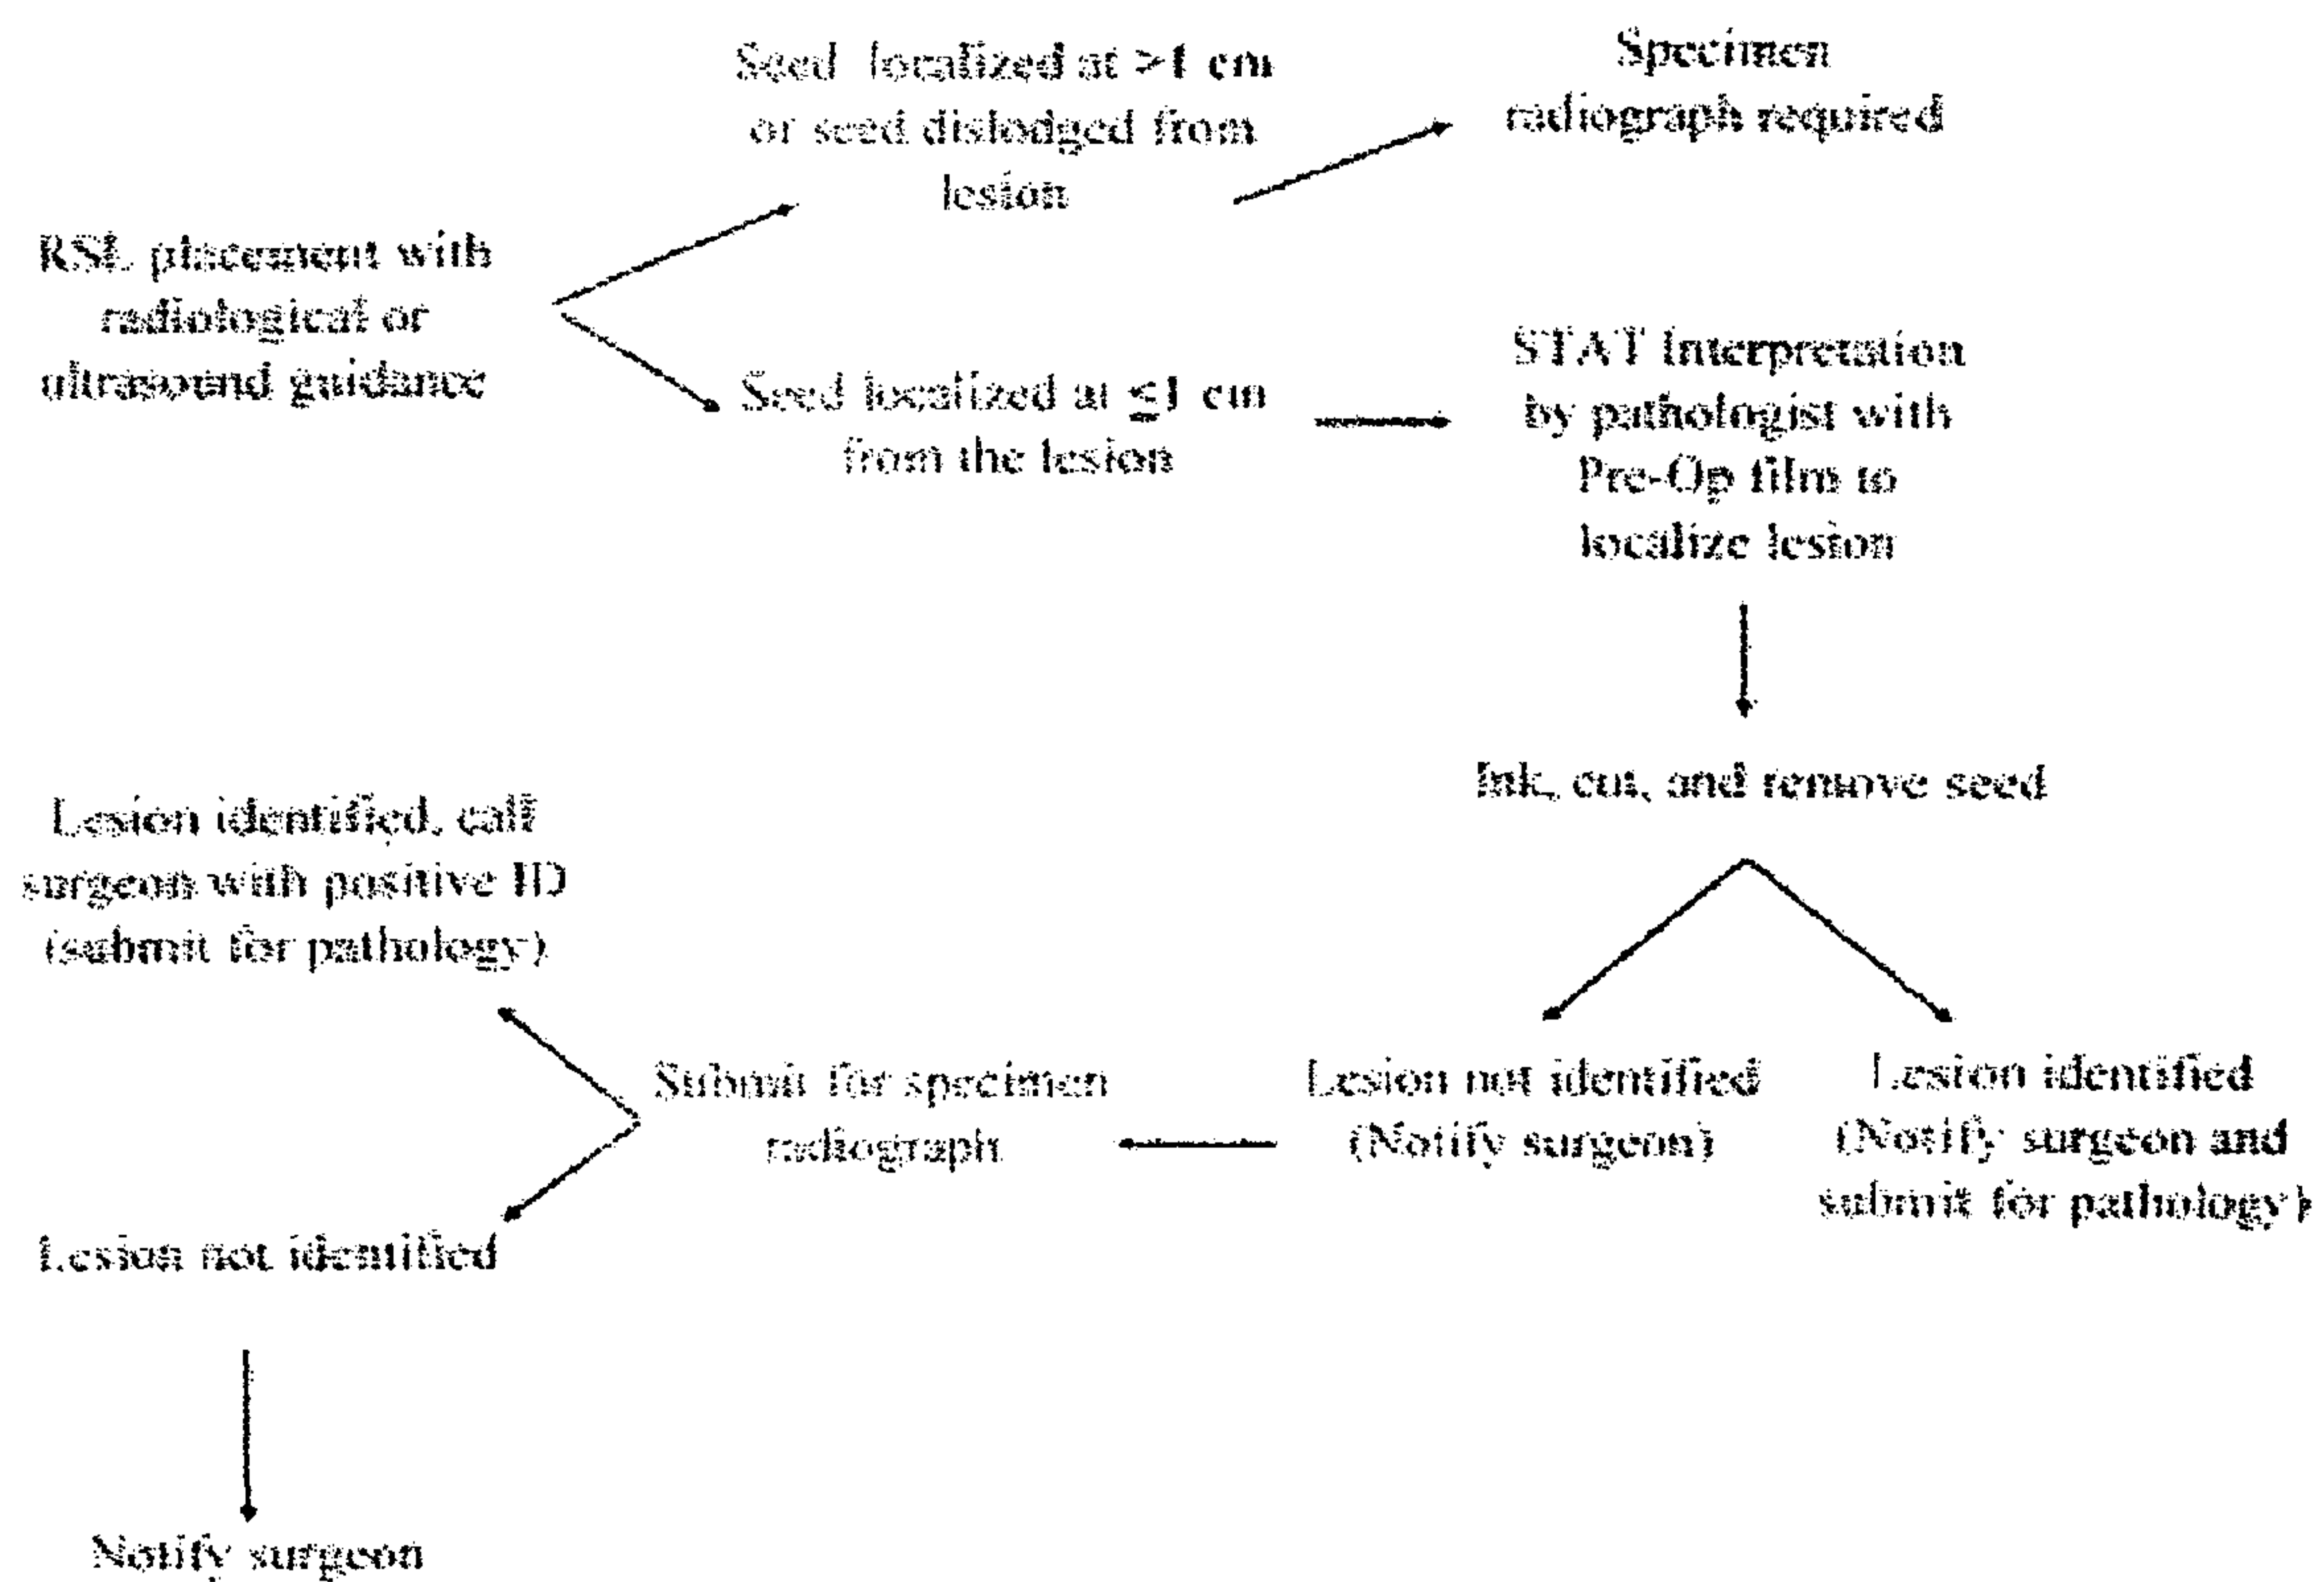 RSL placement with
radiological or
ultrasound guidance
Seed localized at >1 cm
or seed dislodged from
lesion
Specimen
radiograph required
Seed localized at ≤1 cm
from the lesion
STAT Interpretation
by pathologist with
Pre-Op film to
localize lesion
Ink, cut, and remove seed
Lesion not identified
(Notify surgeon)
Lesion identified
(Notify surgeon and
submit for pathology)
Submit for specimen
radiograph
Lesion identified, call
surgeon with positive ID
(submit for pathology)
Lesion not identified
Notify surgeon